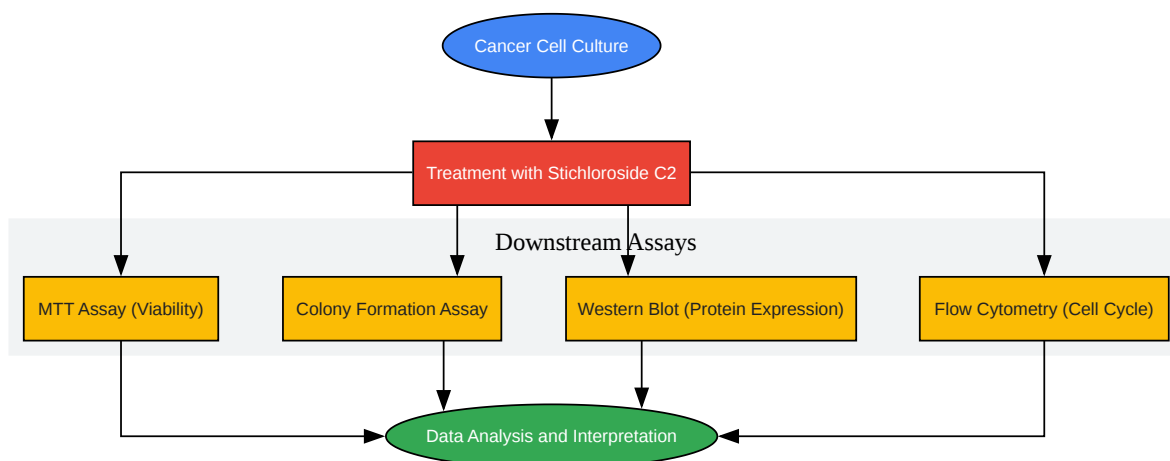 Cancer Cell Culture
Treatment with Stichloroside C2
Downstream Assays
MTT Assay (Viability)
Colony Formation Assay
Western Blot (Protein Expression)
Flow Cytometry (Cell Cycle)
Data Analysis and Interpretation